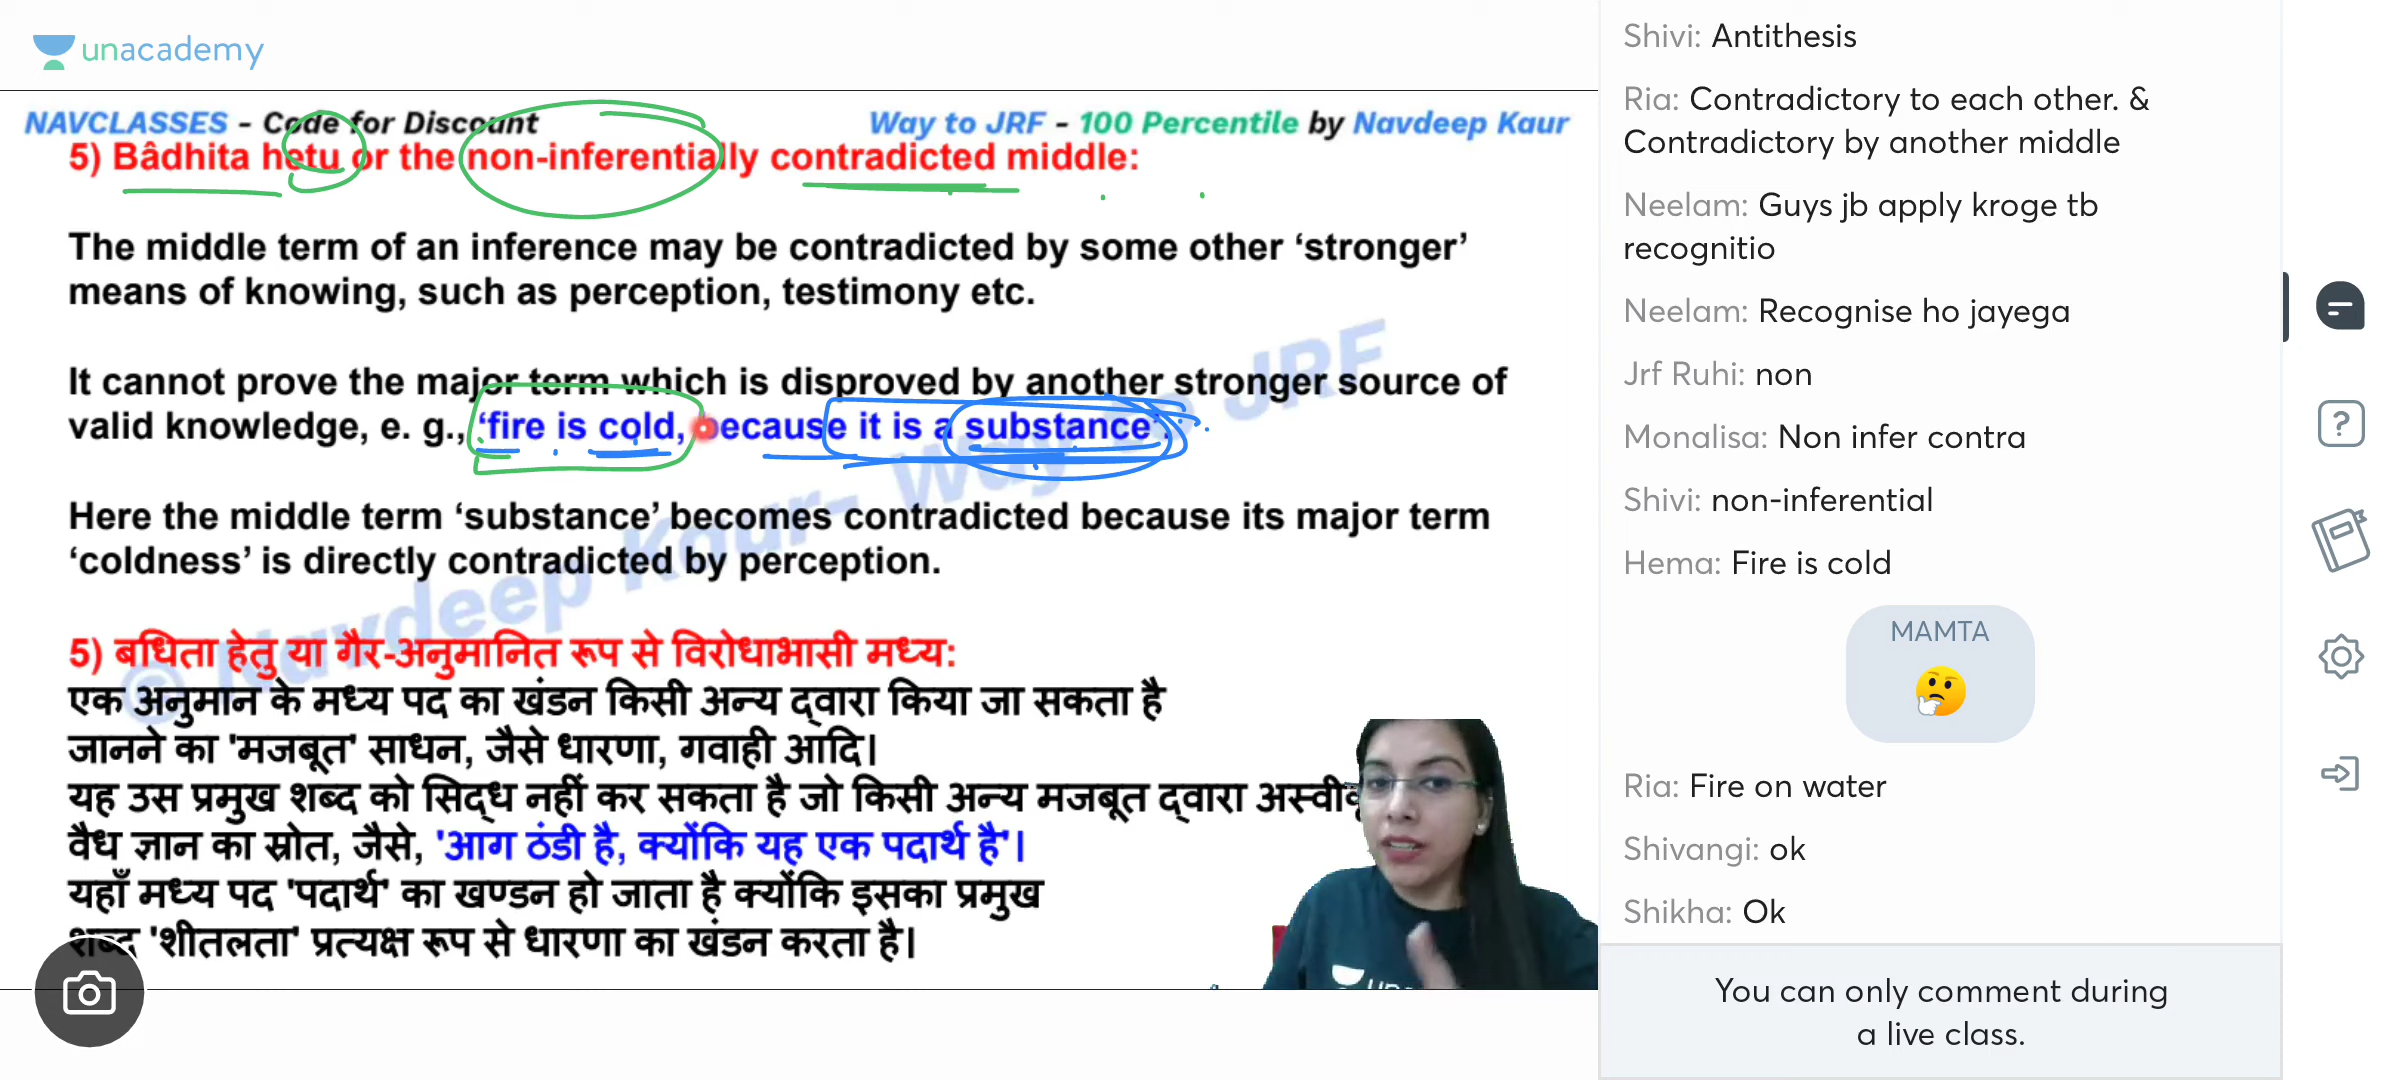 unacademy
NAVCLASSES - Code for Discount
Way to JRF - 100 Percentile by Navdeep Kaur
5) Bâdhita hetu or the non-inferentially contradicted middle:
The middle term of an inference may be contradicted by some other ‘stronger’
means of knowing, such as perception, testimony etc.
It cannot prove the major term which is disproved by another stronger source of
valid knowledge, e. g., ‘fire is cold, because it is a substance’.
Here the middle term ‘substance’ becomes contradicted because its major term
‘coldness’ is directly contradicted by perception.
5) बधिता हेतु या गैर-अनुमानित रूप से विरोधाभासी मध्य:
एक अनुमान के मध्य पद का खंडन किसी अन्य द्वारा किया जा सकता है
जानने का 'मजबूत' साधन, जैसे धारणा, गवाही आदि।
यह उस प्रमुख शब्द को सिद्ध नहीं कर सकता है जो किसी अन्य मजबूत द्वारा
वैध ज्ञान का स्रोत, जैसे, 'आग ठंडी है, क्योंकि यह एक पदार्थ है'।
यहाँ मध्य पद 'पदार्थ' का खण्डन हो जाता है क्योंकि इसका प्रमुख
शब्द 'शीतलता' प्रत्यक्ष रूप से धारणा का खंडन करता है।
© Navdeep Kaur- Way to JRF
Shivi: Antithesis
Ria: Contradictory to each other. &
Contradictory by another middle
Neelam: Guys jb apply kroge tb
recognitio
Neelam: Recognise ho jayega
Jrf Ruhi: non
Monalisa: Non infer contra
Shivi: non-inferential
Hema: Fire is cold
MAMTA
Ria: Fire on water
Shivangi: ok
Shikha: Ok
You can only comment during
a live class.